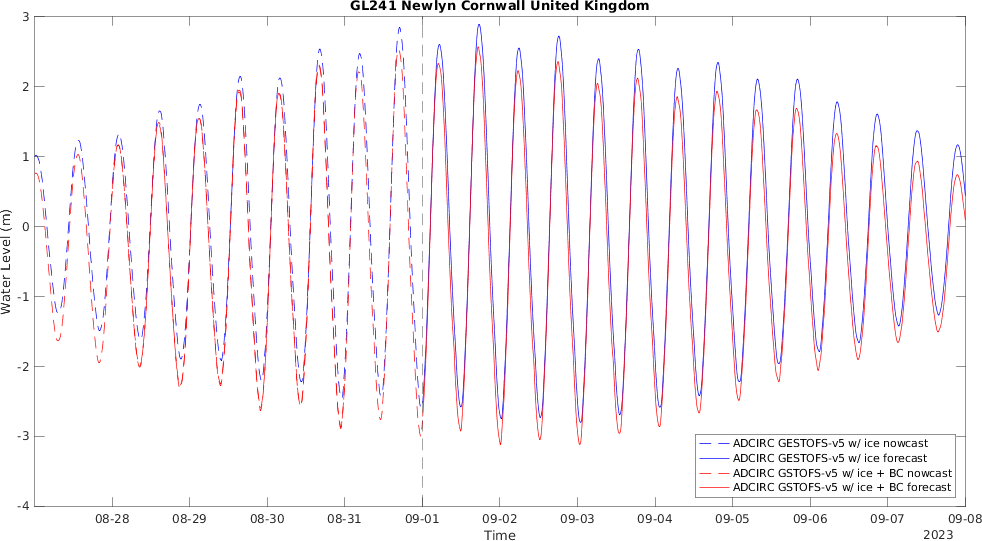 GL241 Newlyn Cornwall United Kingdom
3
2
1
0
-1
-2
-3
-4
Water Level (m)
ADCIRC GESTOFS-v5 w/ ice nowcast
ADCIRC GESTOFS-v5 w/ ice forecast
ADCIRC GSTOFS-v5 w/ ice + BC nowcast
ADCIRC GSTOFS-v5 w/ ice + BC forecast
08-28 08-29 08-30 08-31 09-01 09-02 09-03 09-04 09-05 09-06 09-07 09-08
Time
2023